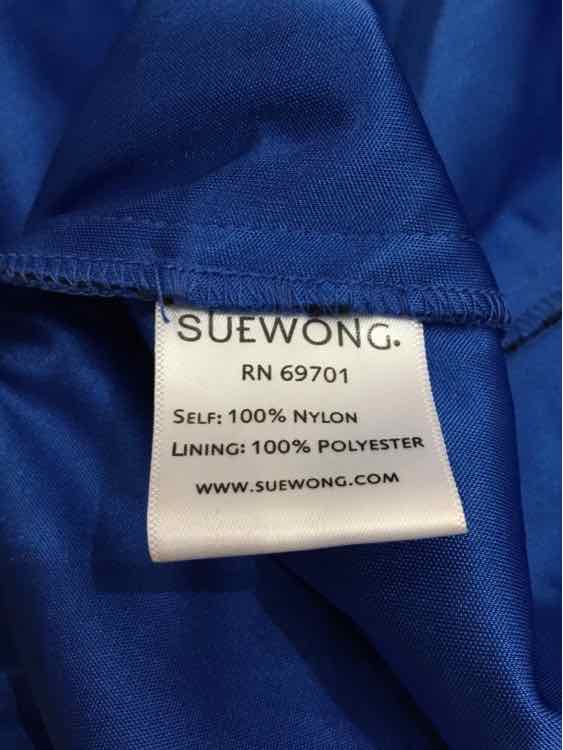 SUEWONG.
RN 69701
SELF: 100% NYLON
LINING: 100% POLYESTER
WWW.SUEWONG.COM